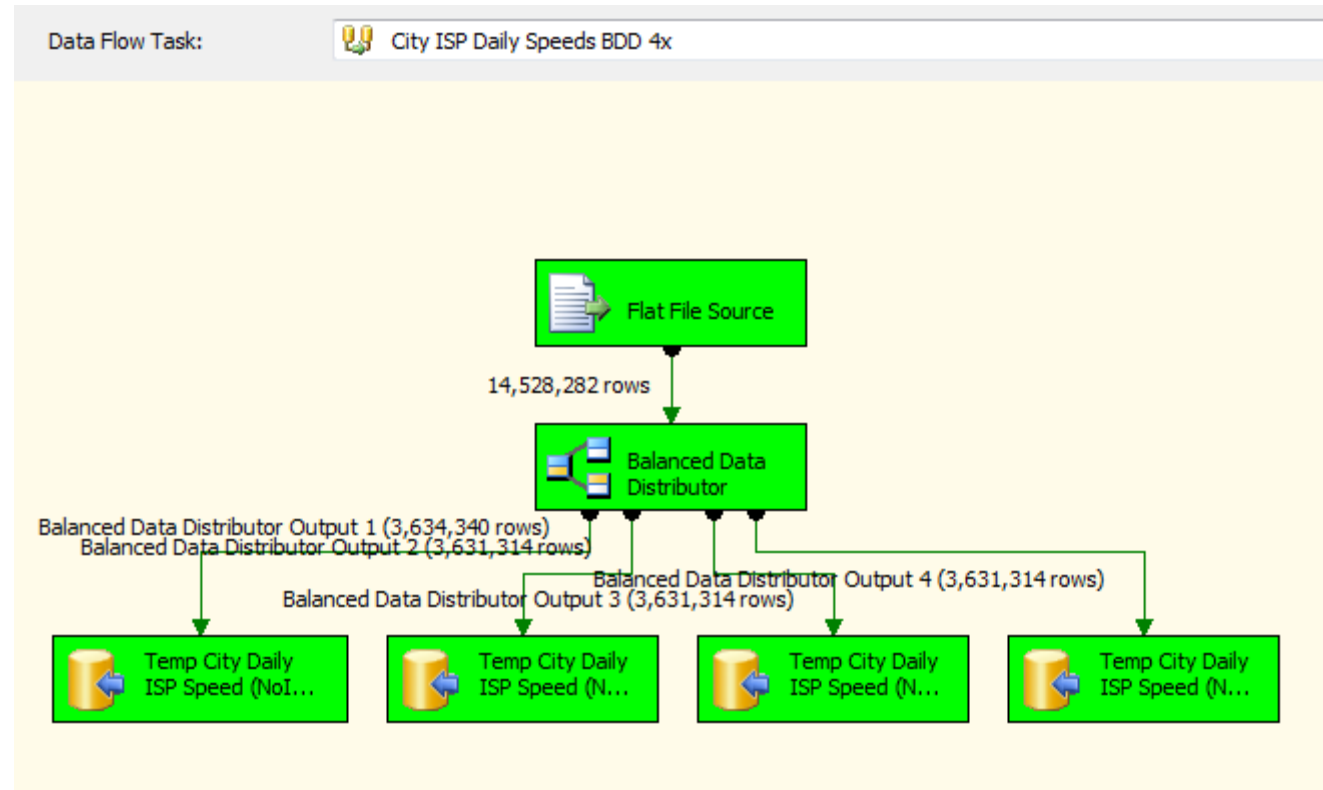 Data Flow Task:
City ISP Daily Speeds BDD 4x
Flat File Source
14,528,282 rows
Balanced Data
Distributor
Balanced Data Distributor Output 1 (3,634,340 rows)
Balanced Data Distributor Output 2 (3,631,314 rows)
Balanced Data Distributor Output 4 (3,631,314 rows)
Balanced Data Distributor Output 3 (3,631,314 rows)
Temp City Daily
ISP Speed (NoI...
Temp City Daily
ISP Speed (N...
Temp City Daily
ISP Speed (N...
Temp City Daily
ISP Speed (N...